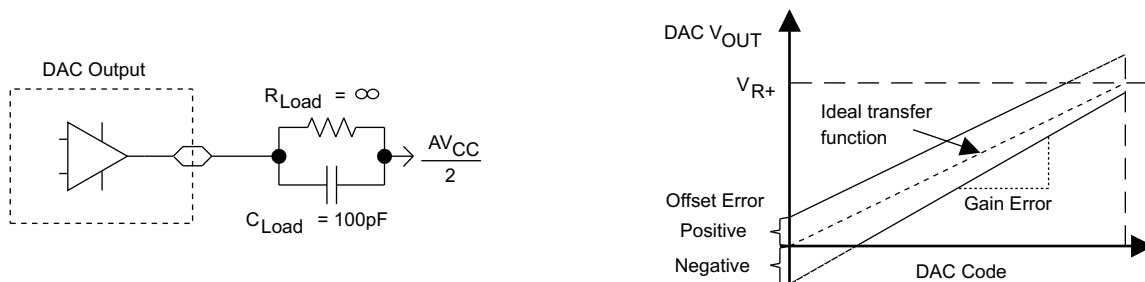 DAC Output
RLoad = ∞
AVCC
2
CLoad = 100pF
DAC VOUT
VR+
Ideal transfer
function
Offset Error
Positive
Gain Error
Negative
DAC Code